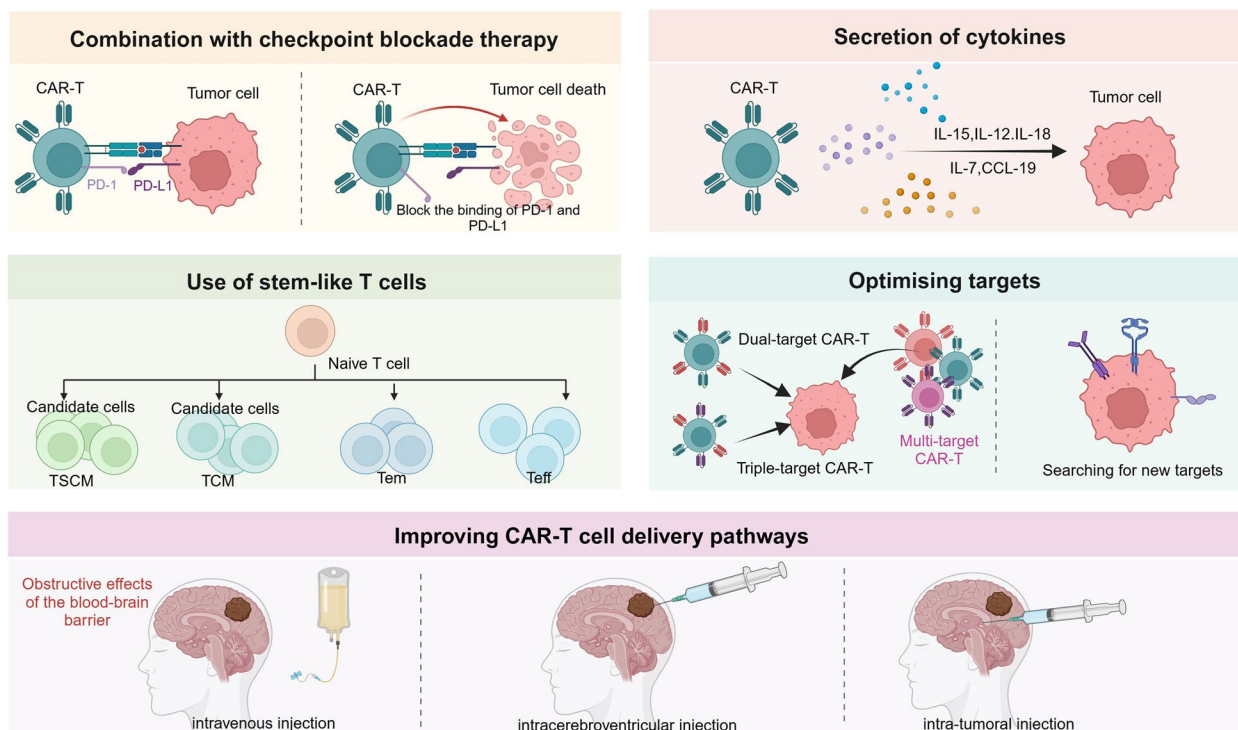 Combination with checkpoint blockade therapy
CAR-T
Tumor cell
PD-1
PD-L1
CAR-T
Tumor cell death
Block the binding of PD-1 and
PD-L1
Secretion of cytokines
CAR-T
Tumor cell
IL-15,IL-12.IL-18
IL-7,CCL-19
Use of stem-like T cells
Naive T cell
Candidate cells
TSCM
Candidate cells
TCM
Tem
Teff
Optimising targets
Dual-target CAR-T
Triple-target CAR-T
Multi-target
CAR-T
Searching for new targets
Improving CAR-T cell delivery pathways
Obstructive effects
of the blood-brain
barrier
intravenous injection
intracerebroventricular injection
intra-tumoral injection